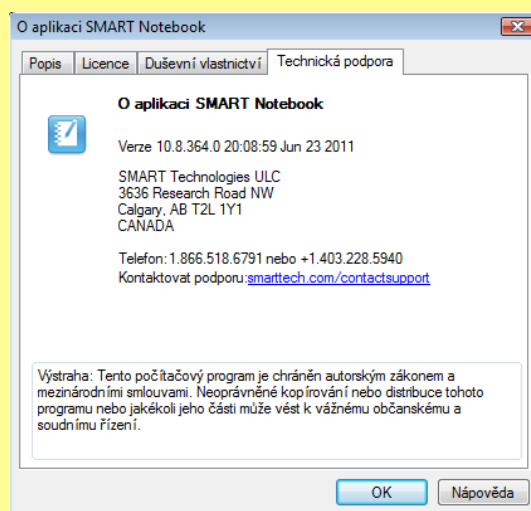 O aplikaci SMART Notebook
Popis Licence Duševní vlastnictví Technická podpora
O aplikaci SMART Notebook
Verze 10.8.364.0 20:08:59 Jun 23 2011
SMART Technologies ULC
3636 Research Road NW
Calgary, AB T2L 1Y1
CANADA
Telefon: 1.866.518.6791 nebo +1.403.228.5940
Kontaktovat podporu:smarttech.com/contactsupport
Výstraha: Tento počítačový program je chráněn autorským zákonem a
mezinárodními smlouvami. Neoprávněné kopírování nebo distribuce tohoto
programu nebo jakékoli jeho části může vést k vážnému občanskému a
soudnímu řízení.
OK Nápověda